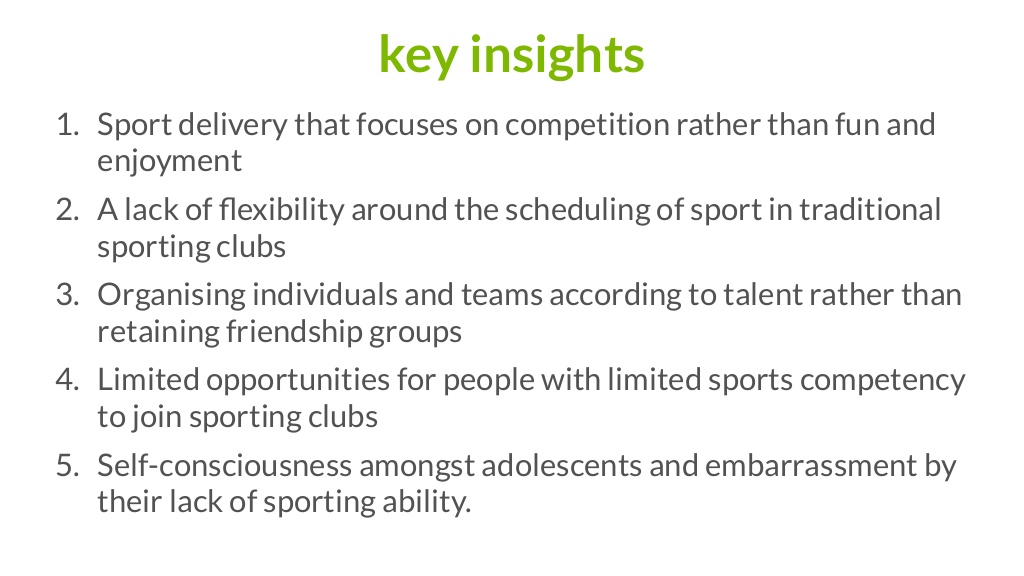 key insights
1. Sport delivery that focuses on competition rather than fun and
enjoyment
2. A lack of flexibility around the scheduling of sport in traditional
sporting clubs
3. Organising individuals and teams according to talent rather than
retaining friendship groups
4. Limited opportunities for people with limited sports competency
to join sporting clubs
5. Self-consciousness amongst adolescents and embarrassment by
their lack of sporting ability.